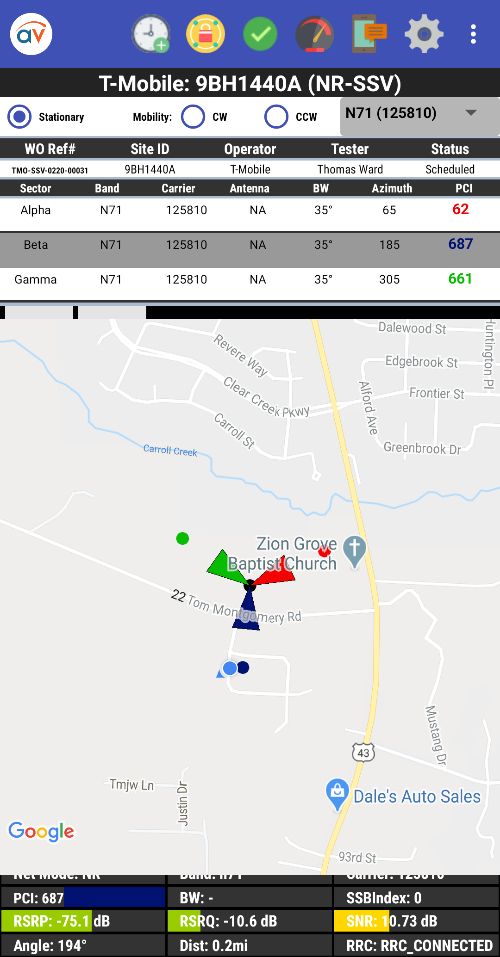 av
T-Mobile: 9BH1440A (NR-SSV)
Stationary Mobility: CW CCW N71 (125810)
WO Ref# Site ID Operator Tester Status
TMO-SSV-0220-00031 9BH1440A T-Mobile Thomas Ward Scheduled
Sector Band Carrier Antenna BW Azimuth PCI
Alpha N71 125810 NA 35° 65 62
Beta N71 125810 NA 35° 185 687
Gamma N71 125810 NA 35° 305 661
Dalewood St
Huntington Pl
Revere Way
Edgebrook St
Clear Creek Pkwy
Alford Ave
Frontier St
Carroll St
Greenbrook Dr
Carroll Creek
Zion Grove
Baptist Church
22
Tom Montgomery Rd
Mustang Dr
43
Tmjw Ln
Justin Dr
Dale's Auto Sales
Google
93rd St
Net Mode: NR Band: n71 Carrier: 125810
PCI: 687 BW: - SSBIndex: 0
RSRP: -75.1 dB RSRQ: -10.6 dB SNR: 10.73 dB
Angle: 194° Dist: 0.2mi RRC: RRC_CONNECTED